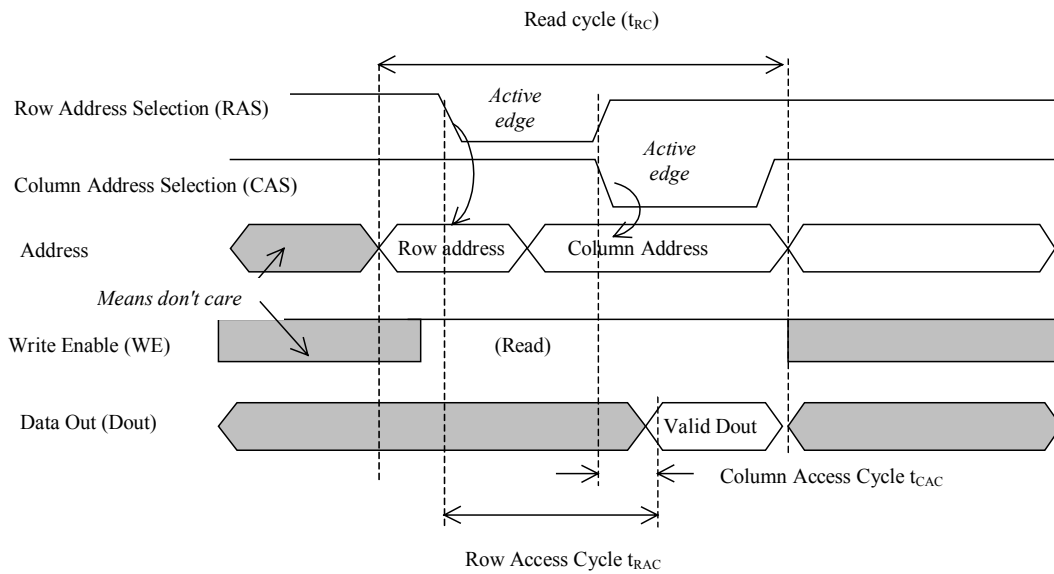 Read cycle (tRC)
Row Address Selection (RAS)
Active
edge
Active
edge
Column Address Selection (CAS)
Address
Row address
Column Address
Means don't care
Write Enable (WE)
(Read)
Data Out (Dout)
Valid Dout
Column Access Cycle tCAC
Row Access Cycle tRAC